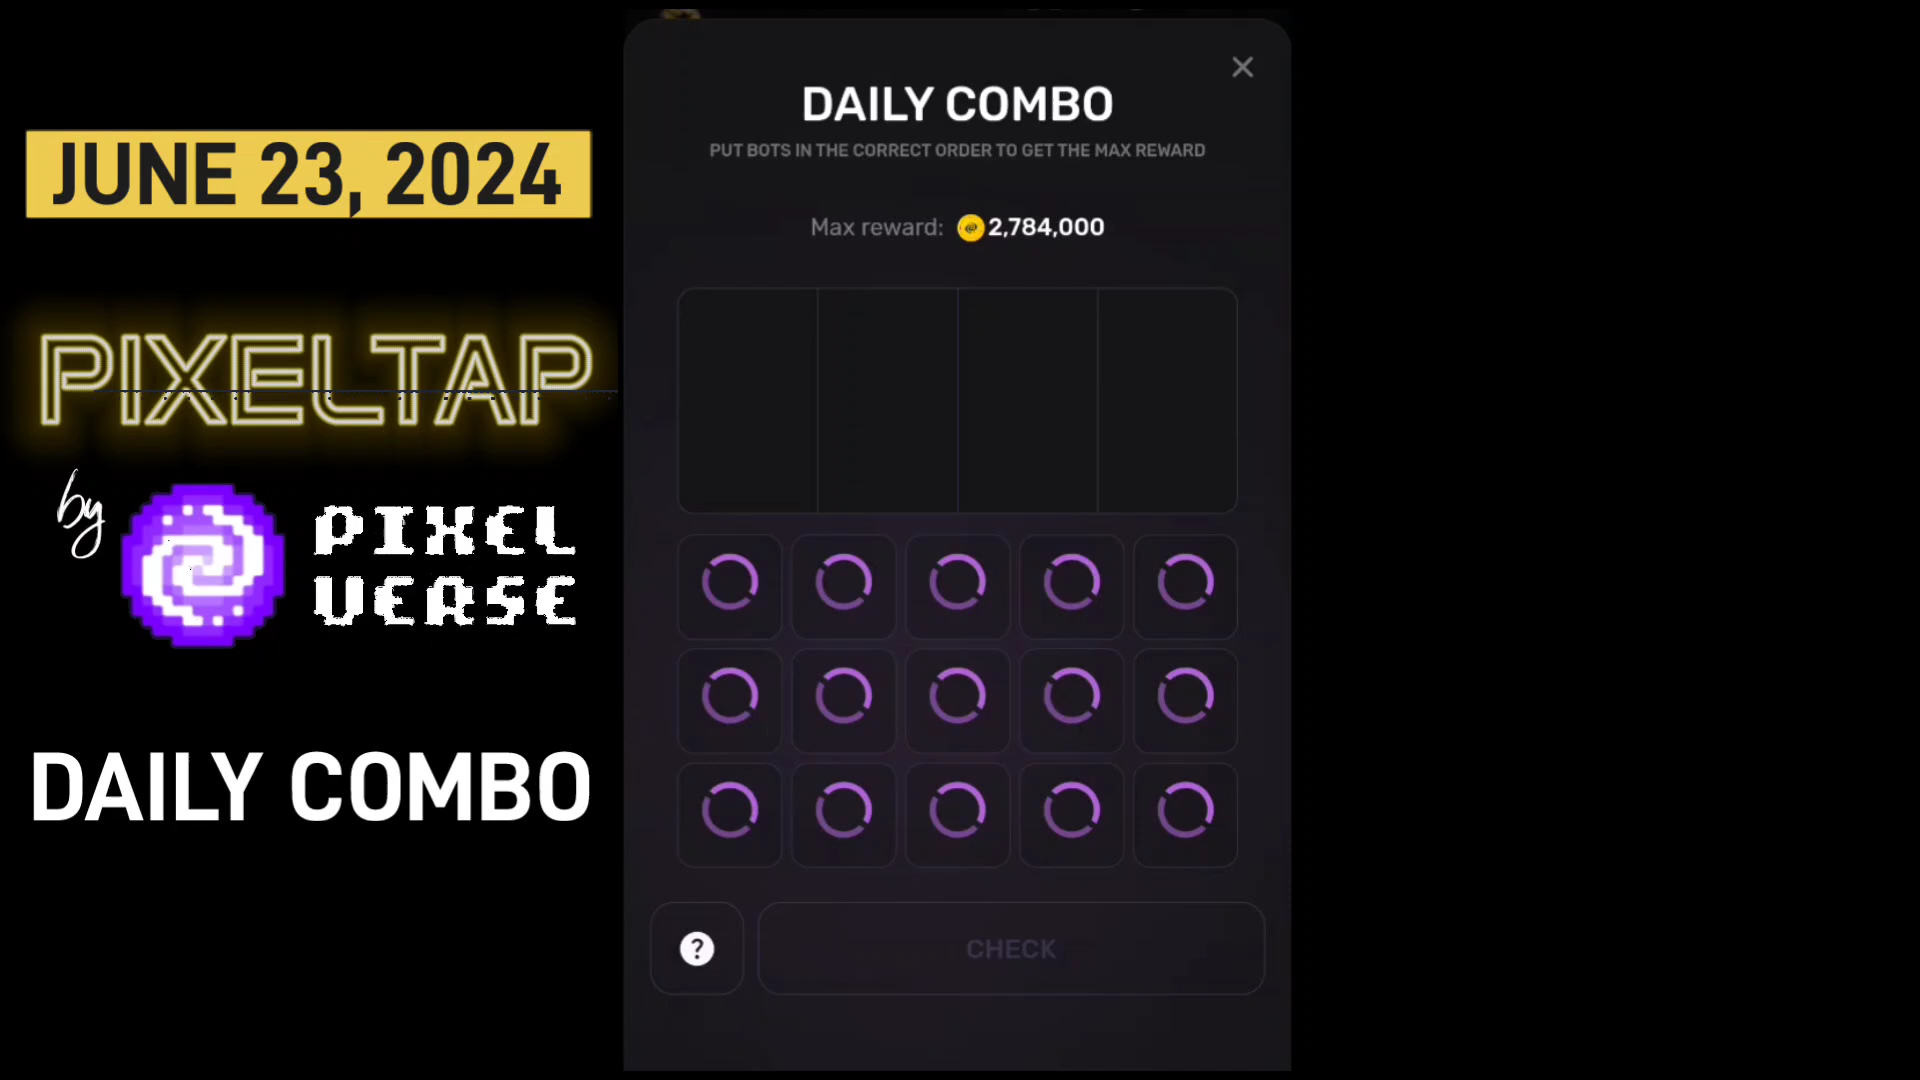 JUNE 23, 2024
PIXELTAP
by
PIXEL
VERSE
DAILY COMBO
DAILY COMBO
PUT BOTS IN THE CORRECT ORDER TO GET THE MAX REWARD
Max reward: 2,784,000
?
CHECK